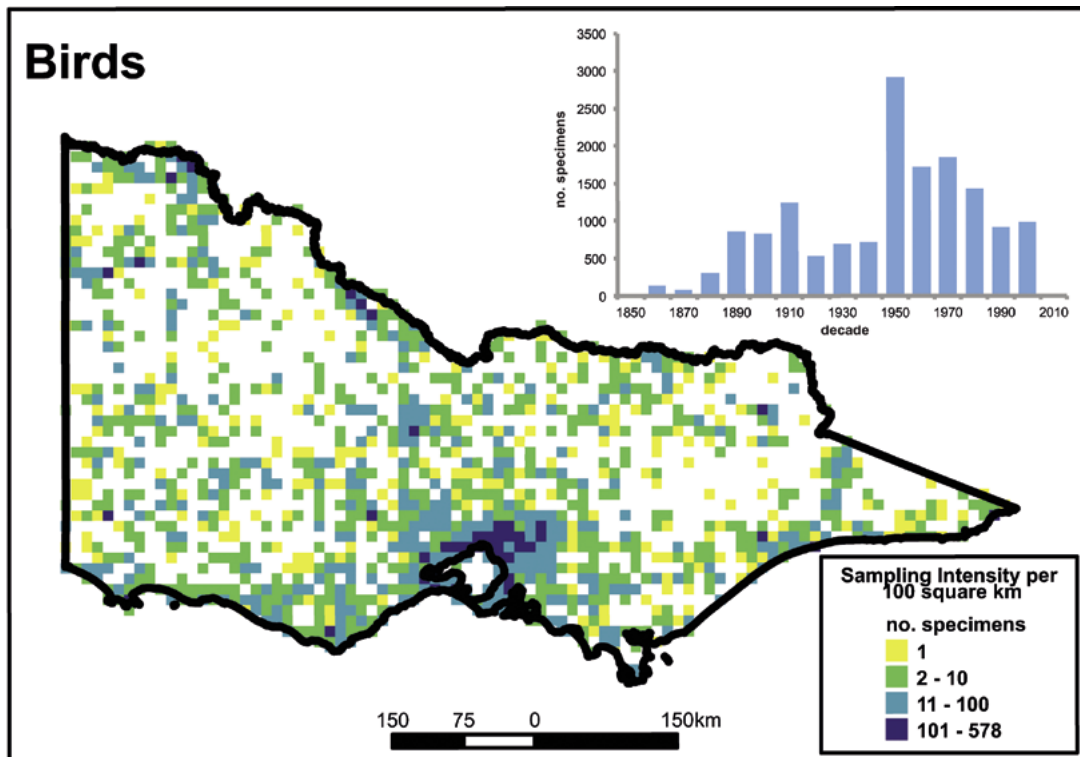 Birds
3500
3000
2500
2000
1500
1000
500
0
no. specimens
1850 1870 1890 1910 1930 1950 1970 1990 2010
decade
Sampling Intensity per
100 square km
no. specimens
1
2 - 10
11 - 100
101 - 578
150 75 0 150km